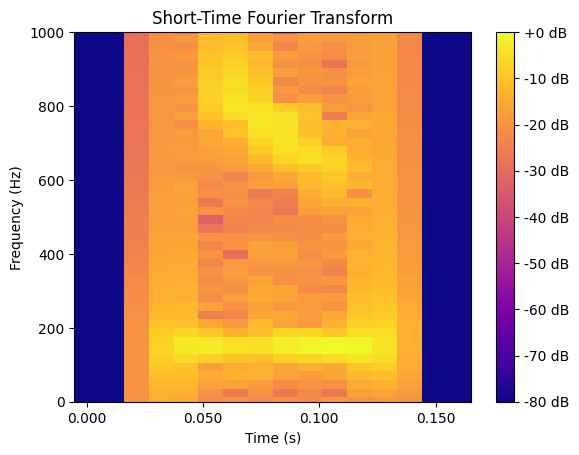 Short-Time Fourier Transform
1000
800
600
400
200
0
Frequency (Hz)
0.000
0.050
0.100
0.150
Time (s)
+0 dB
-10 dB
-20 dB
-30 dB
-40 dB
-50 dB
-60 dB
-70 dB
-80 dB